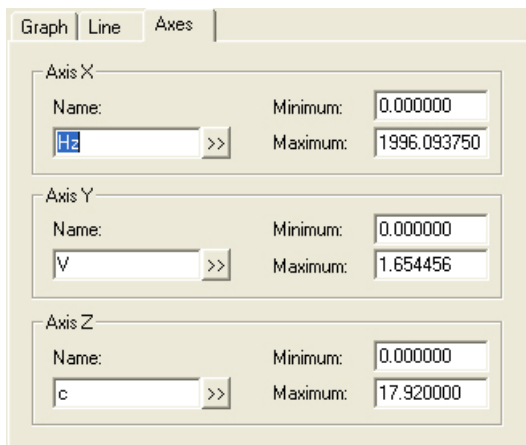 Graph Line Axes
Axis X
Name: Minimum: 0.000000
Hz >> Maximum: 1996.093750
Axis Y
Name: Minimum: 0.000000
V >> Maximum: 1.654456
Axis Z
Name: Minimum: 0.000000
c >> Maximum: 17.920000